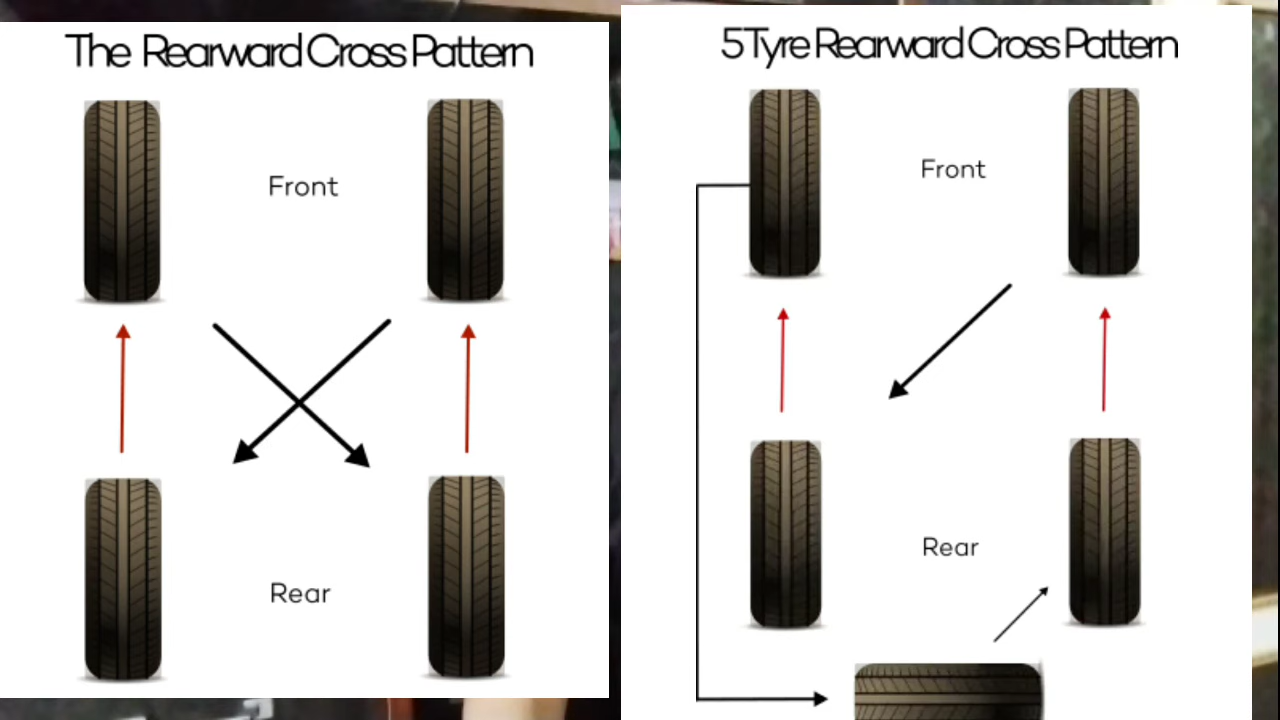 The Rearward Cross Pattern
Front
Rear
5 Tyre Rearward Cross Pattern
Front
Rear